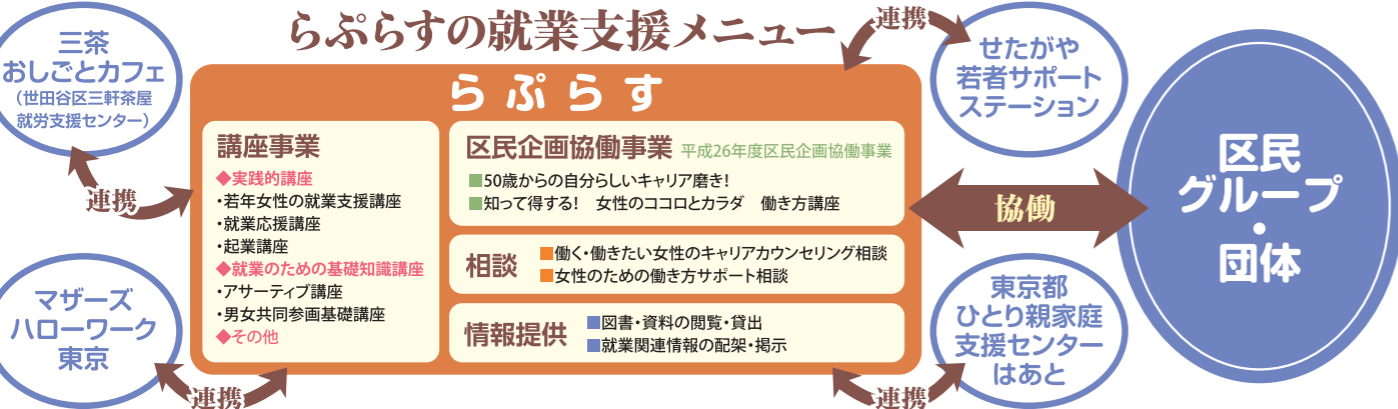 らぷらすの就業支援メニュー
三茶
おしごとカフェ
(世田谷区三軒茶屋
就労支援センター)
連携
マザーズ
ハローワーク
東京
連携
らぷらす
講座事業
◆実践的講座
・若年女性の就業支援講座
・就業応援講座
・起業講座
◆就業のための基礎知識講座
・アサーティブ講座
・男女共同参画基礎講座
◆その他
区民企画協働事業 平成26年度区民企画協働事業
■50歳からの自分らしいキャリア磨き!
■知って得する! 女性のココロとカラダ 働き方講座
相談
■働く・働きたい女性のキャリアカウンセリング相談
■女性のための働き方サポート相談
情報提供
■図書・資料の閲覧・貸出
■就業関連情報の配架・掲示
連携
せたがや
若者サポート
ステーション
協働
連携
東京都
ひとり親家庭
支援センター
はあと
区民
グループ
・
団体